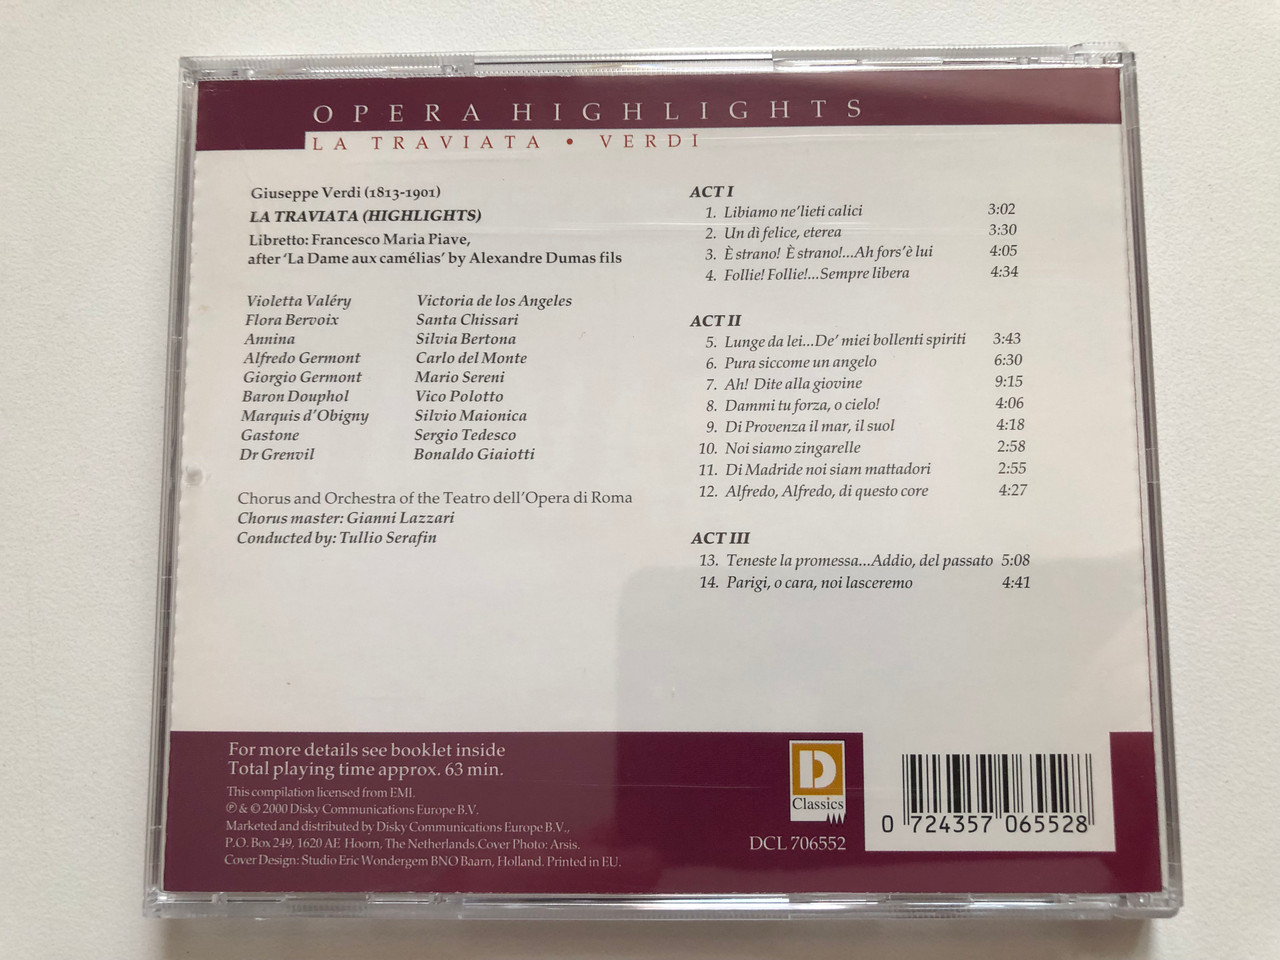 OPERA HIGHLIGHTS
LA TRAVIATA • VERDI
Giuseppe Verdi (1813-1901)
LA TRAVIATA (HIGHLIGHTS)
Libretto: Francesco Maria Piave,
after ‘La Dame aux camélias’ by Alexandre Dumas fils
Violetta Valéry Victoria de los Angeles
Flora Bervoix Santa Chissari
Annina Silvia Bertona
Alfredo Germont Carlo del Monte
Giorgio Germont Mario Sereni
Baron Douphol Vico Polotto
Marquis d’Obigny Silvio Maionica
Gastone Sergio Tedesco
Dr Grenvil Bonaldo Giaiotti
Chorus and Orchestra of the Teatro dell’Opera di Roma
Chorus master: Gianni Lazzari
Conducted by: Tullio Serafin
ACT I
1. Libiamo ne’lieti calici 3:02
2. Un dì felice, eterea 3:30
3. È strano! È strano!...Ah fors’è lui 4:05
4. Follie! Follie!...Sempre libera 4:34
ACT II
5. Lunge da lei...De’ miei bollenti spiriti 3:43
6. Pura siccome un angelo 6:30
7. Ah! Dite alla giovine 9:15
8. Dammi tu forza, o cielo! 4:06
9. Di Provenza il mar, il suol 4:18
10. Noi siamo zingarelle 2:58
11. Di Madride noi siam mattadori 2:55
12. Alfredo, Alfredo, di questo core 4:27
ACT III
13. Teneste la promessa...Addio, del passato 5:08
14. Parigi, o cara, noi lasceremo 4:41
For more details see booklet inside
Total playing time approx. 63 min.
This compilation licensed from EMI.
℗ & © 2000 Disky Communications Europe B.V.
Marketed and distributed by Disky Communications Europe B.V.,
P.O. Box 249, 1620 AE Hoorn, The Netherlands.Cover Photo: Arsis.
Cover Design: Studio Eric Wondergem BNO Baarn, Holland. Printed in EU.
D
Classics
DCL 706552
0 724357 065528